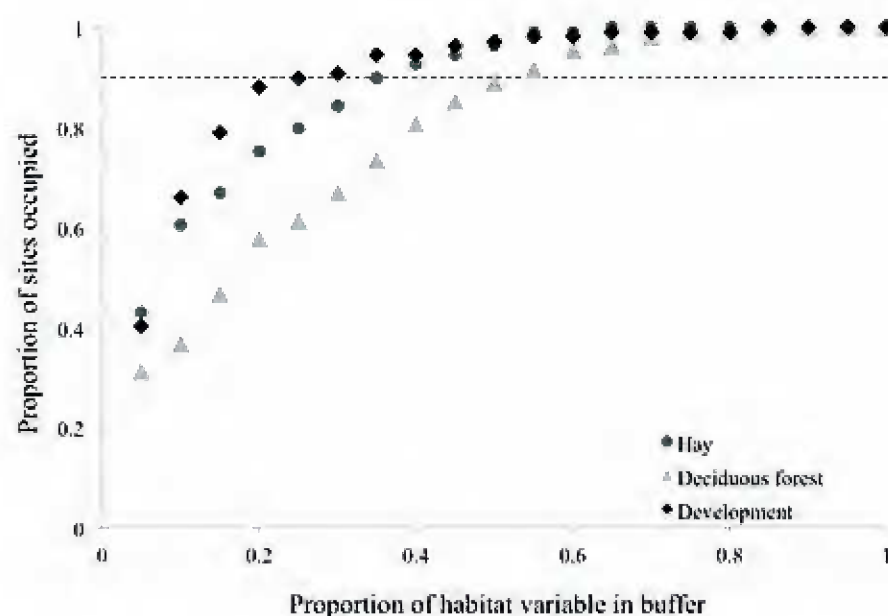 1
0.8
0.6
0.4
0.2
0
Proportion of sites occupied
Hay
Deciduous forest
Development
0 0.2 0.4 0.6 0.8 1
Proportion of habitat variable in buffer